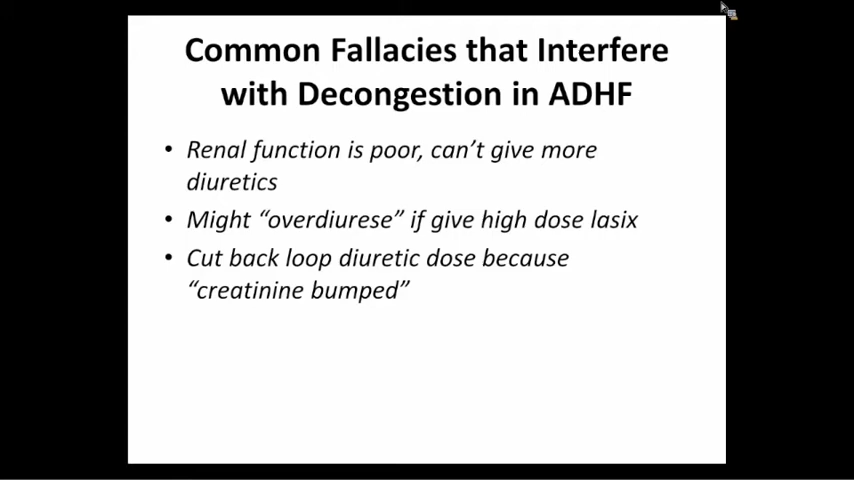 Common Fallacies that Interfere
with Decongestion in ADHF
• Renal function is poor, can't give more
diuretics
• Might “overdiurese” if give high dose lasix
• Cut back loop diuretic dose because
“creatinine bumped”